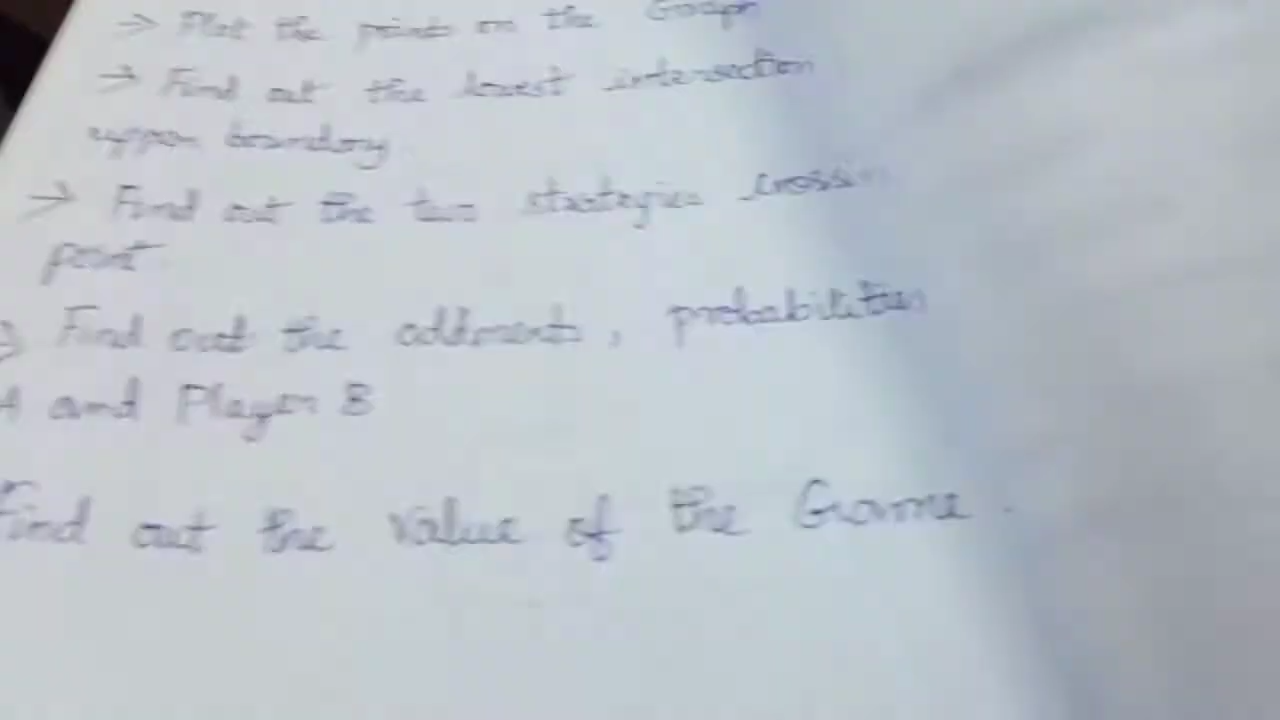 → Plot the points on the Graph
→ Find out the lowest intersection
upper boundary
→ Find out the two strategies crossin
point
→ Find out the oddments, probabilities
A and Player B
Find out the value of the Game.